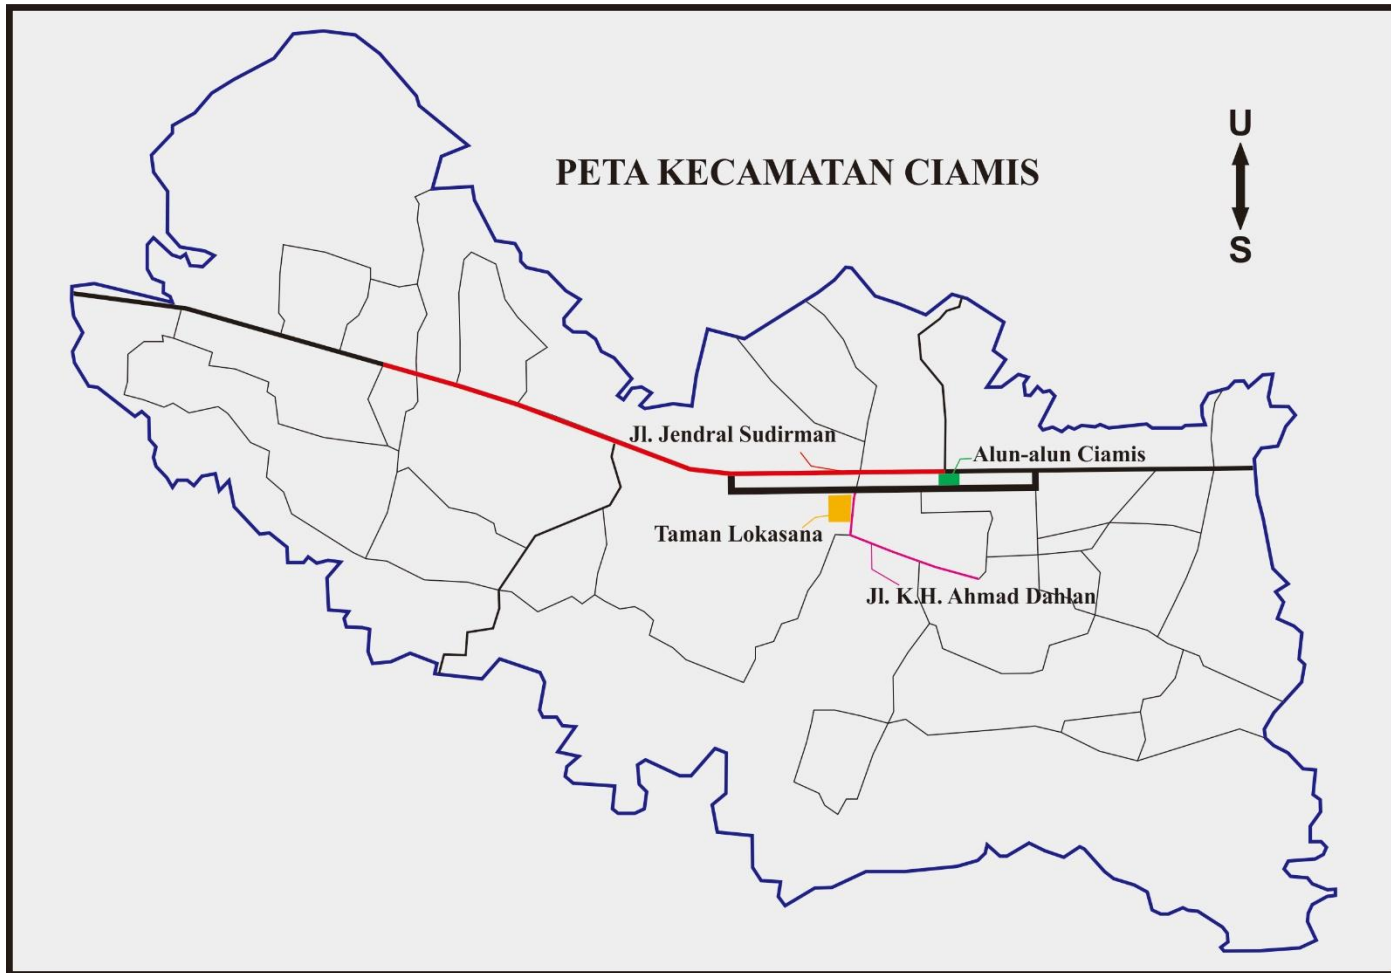 U
PETA KECAMATAN CIAMIS
S
Jl. Jendral Sudirman
Alun-alun Ciamis
Taman Lokasana
Jl. K.H. Ahmad Dahlan